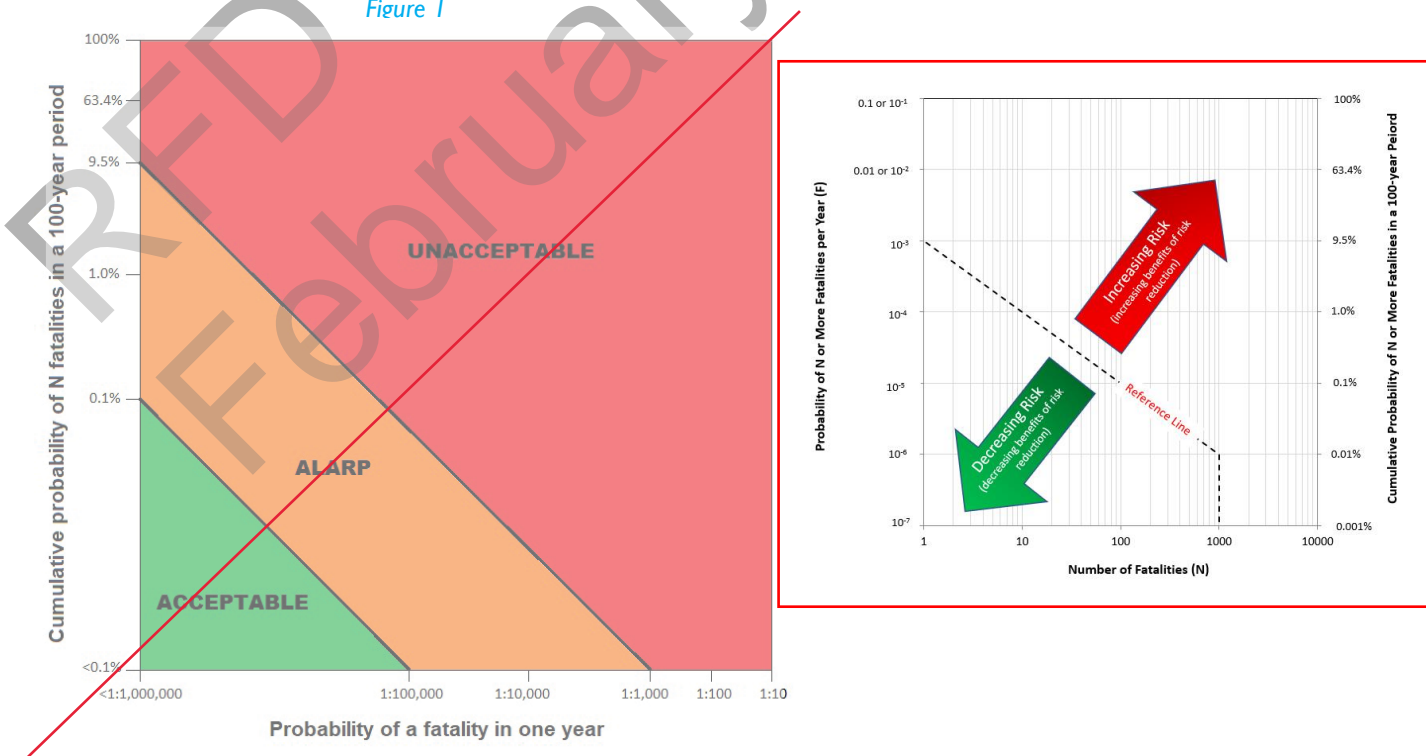 Figure 1
RFD
February
Cumulative probability of N fatalities in a 100-year period
100%
63.4%
9.5%
1.0%
0.1%
<0.1%
UNACCEPTABLE
ALARP
ACCEPTABLE
<1:1,000,000
1:100,000
1:10,000
1:1,000
1:100
1:10
Probability of a fatality in one year
Probability of N or More Fatalities per Year (F)
0.1 or 10-1
0.01 or 10-2
10-3
10-4
10-5
10-6
10-7
Increasing Risk
(increasing benefits of risk
reduction)
Decreasing Risk
(decreasing benefits of risk
reduction)
Reference Line
100%
63.4%
9.5%
1.0%
0.1%
0.01%
0.001%
Cumulative Probability of N or More Fatalities in a 100-year Peiord
1
10
100
1000
10000
Number of Fatalities (N)